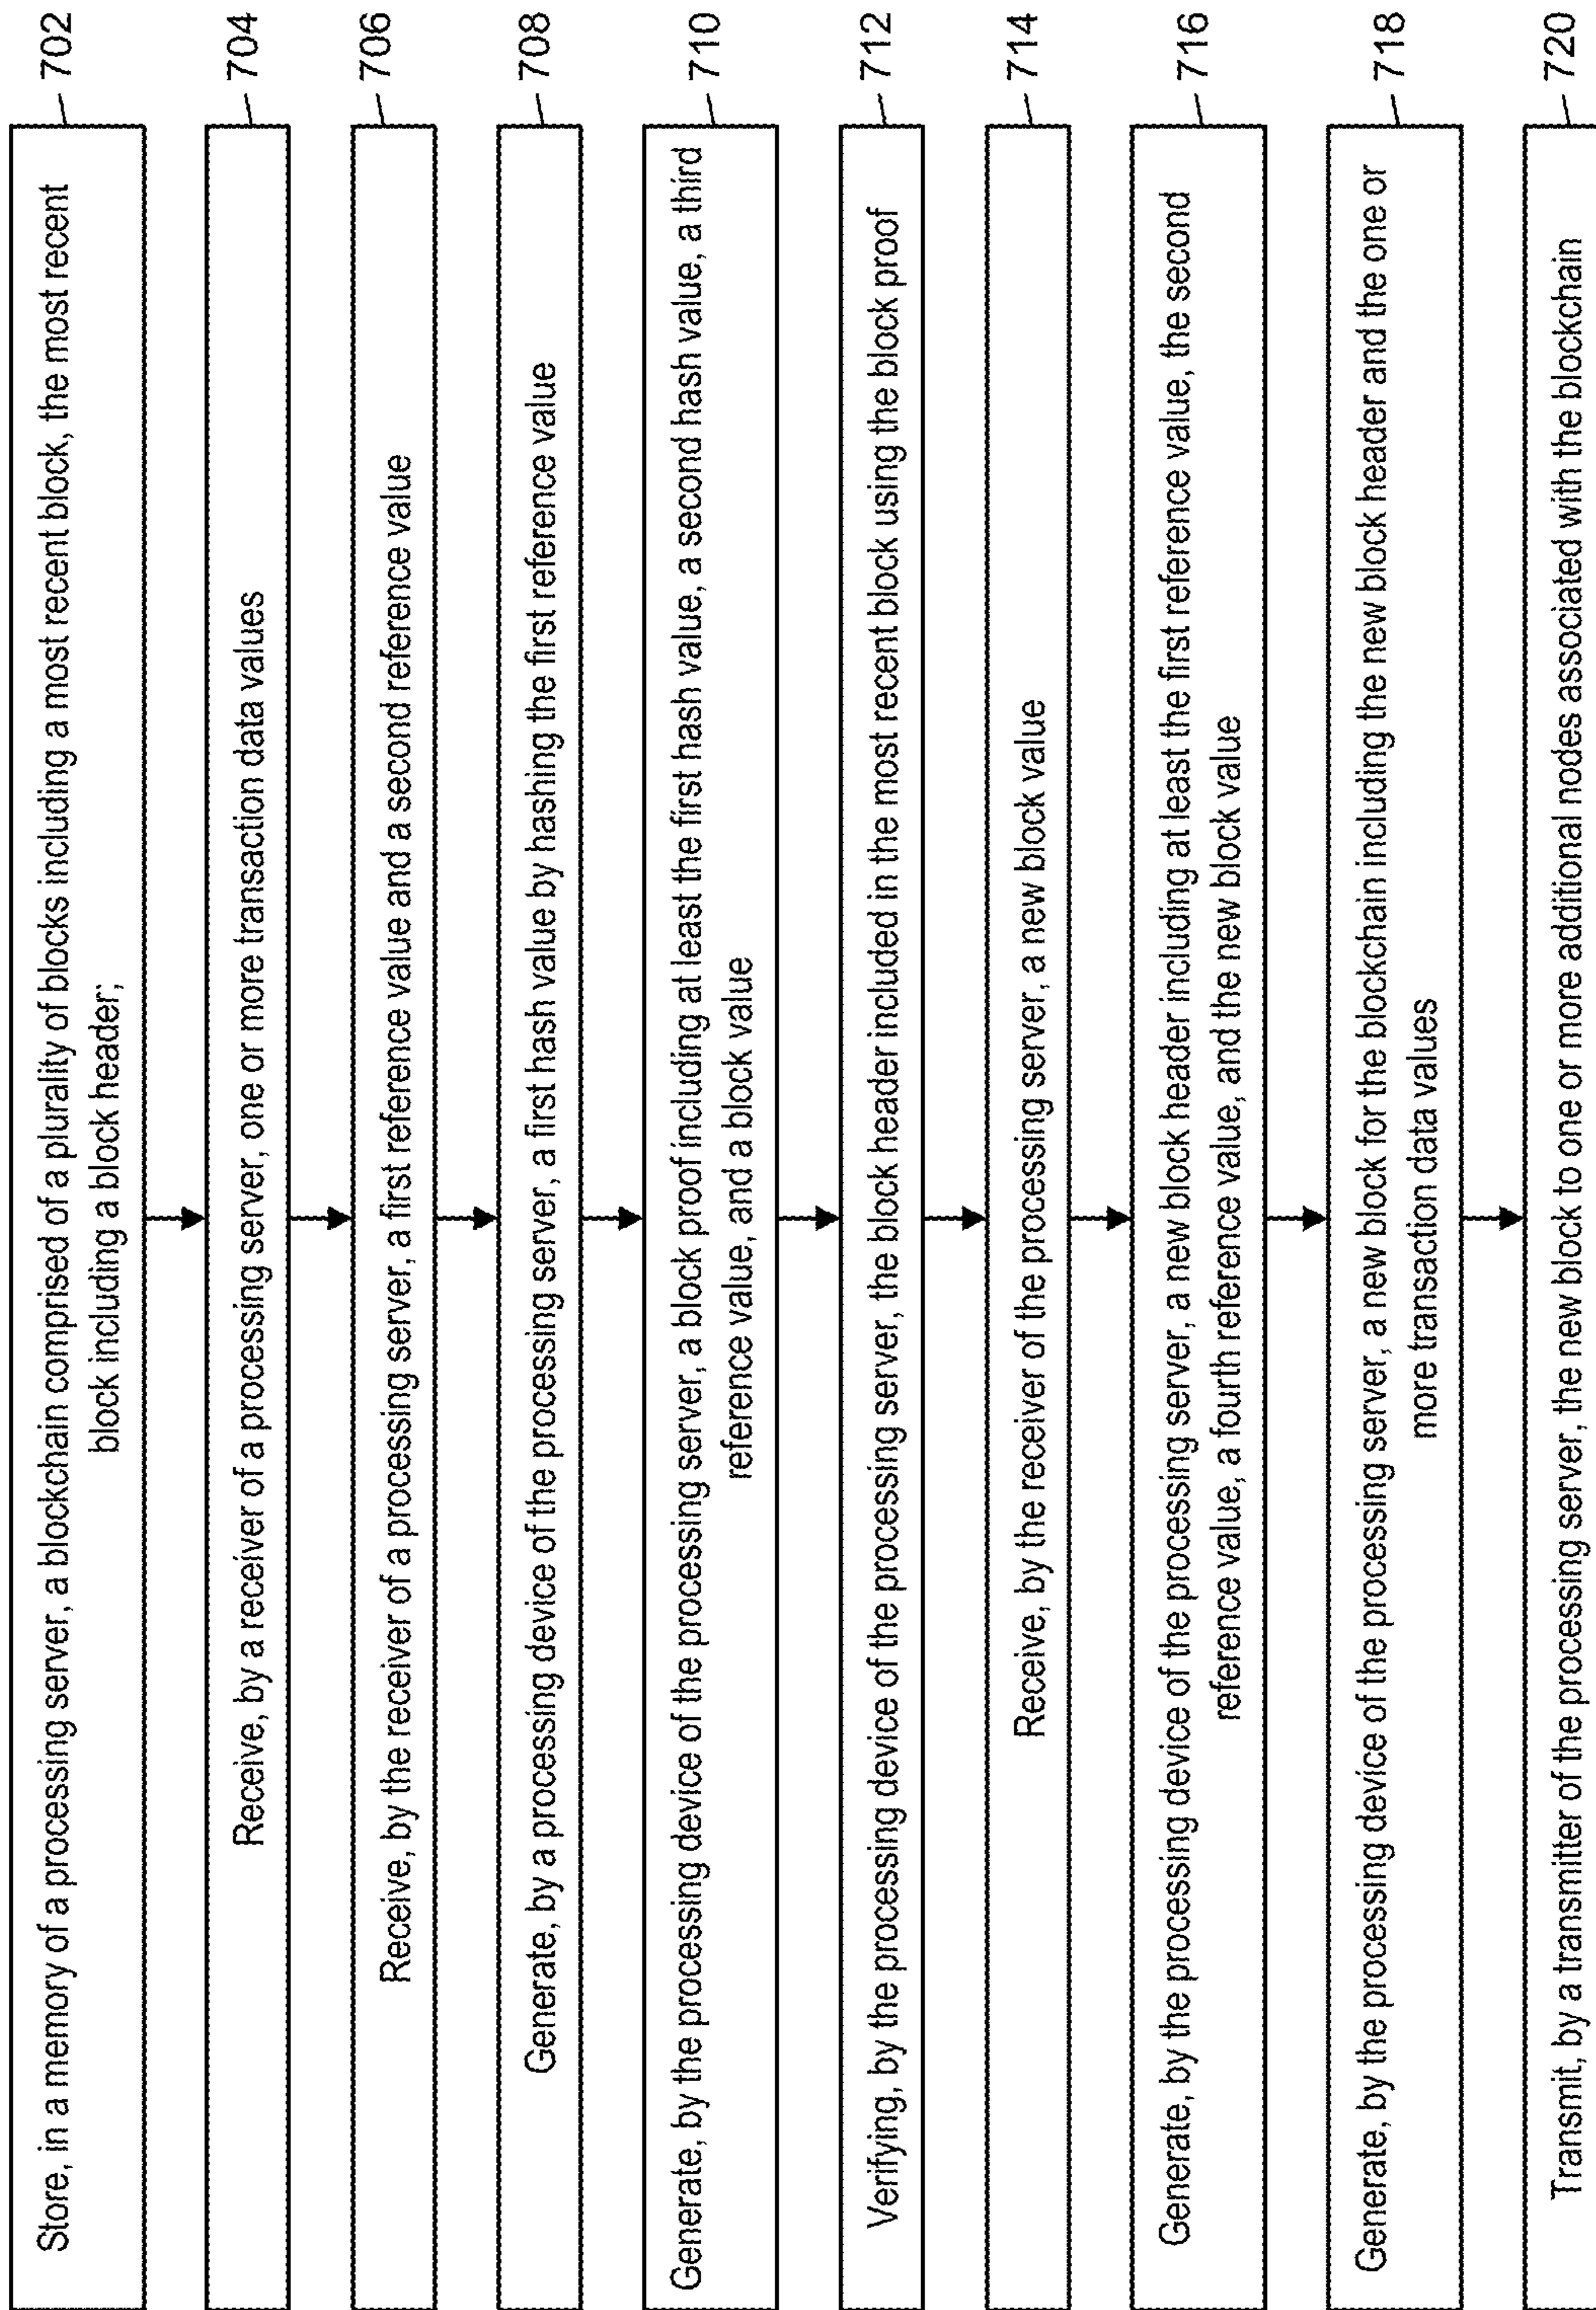 Store, in a memory of a processing server, a blockchain comprised of a plurality of blocks including a most recent block, the most recent
block including a block header;
702
Receive, by a receiver of a processing server, one or more transaction data values
704
Receive, by the receiver of a processing server, a first reference value and a second reference value
706
Generate, by a processing device of the processing server, a first hash value by hashing the first reference value
708
Generate, by the processing device of the processing server, a block proof including at least the first hash value, a second hash value, a third
reference value, and a block value
710
Verifying, by the processing device of the processing server, the block header included in the most recent block using the block proof
712
Receive, by the receiver of the processing server, a new block value
714
Generate, by the processing device of the processing server, a new block header including at least the first reference value, the second
reference value, a fourth reference value, and the new block value
716
Generate, by the processing device of the processing server, a new block for the blockchain including the new block header and the one or
more transaction data values
718
Transmit, by a transmitter of the processing server, the new block to one or more additional nodes associated with the blockchain
720